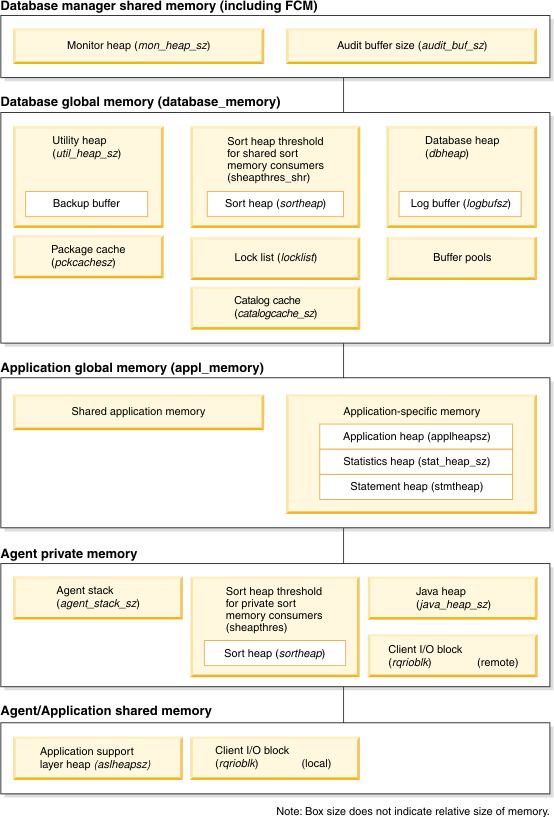 Database manager shared memory (including FCM)
Monitor heap (mon_heap_sz)
Audit buffer size (audit_buf_sz)
Database global memory (database_memory)
Utility heap
(util_heap_sz)
Backup buffer
Sort heap threshold
for shared sort
memory consumers
(sheapthres_shr)
Sort heap (sortheap)
Database heap
(dbheap)
Log buffer (logbufsz)
Package cache
(pckcachesz)
Lock list (locklist)
Buffer pools
Catalog cache
(catalogcache_sz)
Application global memory (appl_memory)
Shared application memory
Application-specific memory
Application heap (applheapsz)
Statistics heap (stat_heap_sz)
Statement heap (stmtheap)
Agent private memory
Agent stack
(agent_stack_sz)
Sort heap threshold
for private sort
memory consumers
(sheapthres)
Sort heap (sortheap)
Java heap
(java_heap_sz)
Client I/O block
(rqrioblk) (remote)
Agent/Application shared memory
Application support
layer heap (aslheapsz)
Client I/O block
(rqrioblk) (local)
Note: Box size does not indicate relative size of memory.